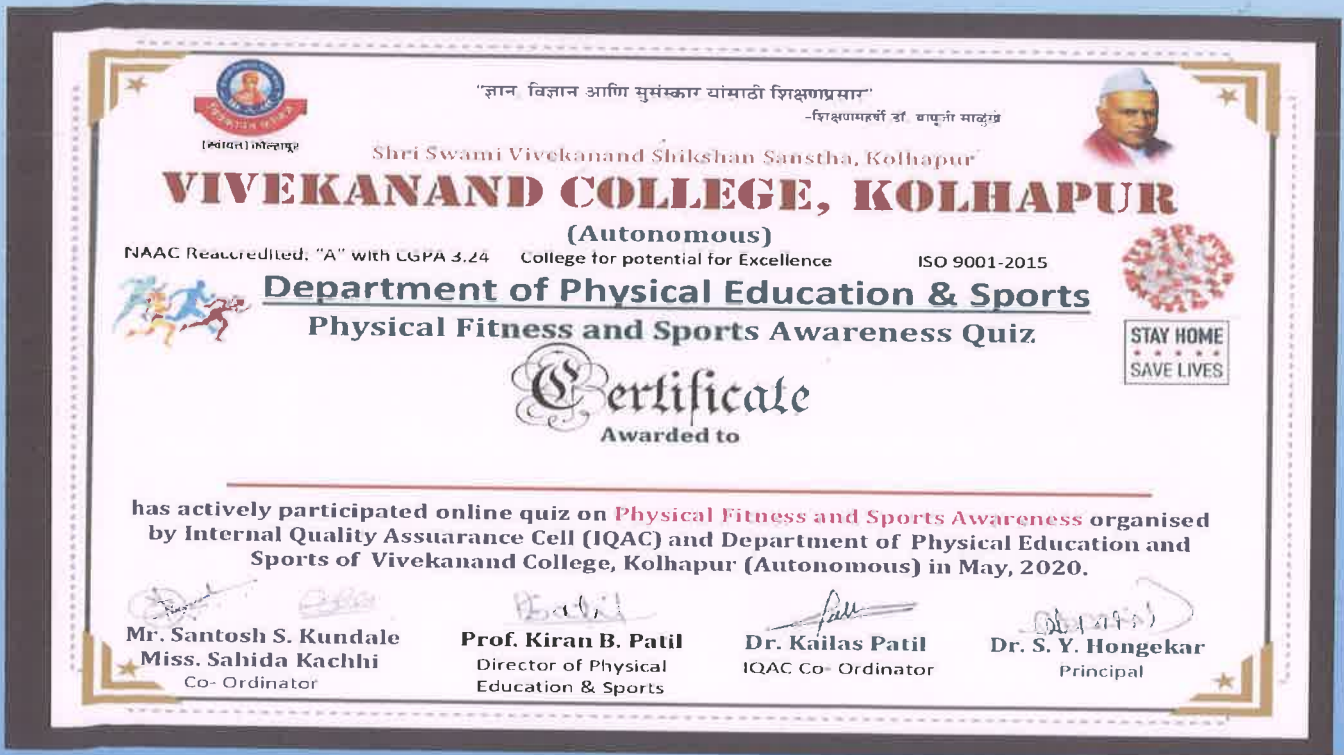 "ज्ञान, विज्ञान आणि सुसंस्कार यांसाठी शिक्षणप्रसार"
-शिक्षणमहर्षी डॉ. बापूजी साळुंखे
(स्वायत्त) कोल्हापूर
Shri Swami Vivekanand Shikshan Sanstha, Kolhapur
VIVEKANAND COLLEGE, KOLHAPUR
(Autonomous)
NAAC Reaccredited: "A" with CGPA 3.24 College for potential for Excellence ISO 9001-2015
Department of Physical Education & Sports
Physical Fitness and Sports Awareness Quiz
STAY HOME
SAVE LIVES
Certificate
Awarded to
has actively participated online quiz on Physical Fitness and Sports Awareness organised
by Internal Quality Assuarance Cell (IQAC) and Department of Physical Education and
Sports of Vivekanand College, Kolhapur (Autonomous) in May, 2020.
Mr. Santosh S. Kundale
Miss. Sahida Kachhi
Co- Ordinator
Prof. Kiran B. Patil
Director of Physical
Education & Sports
Dr. Kailas Patil
IQAC Co- Ordinator
Dr. S. Y. Hongekar
Principal